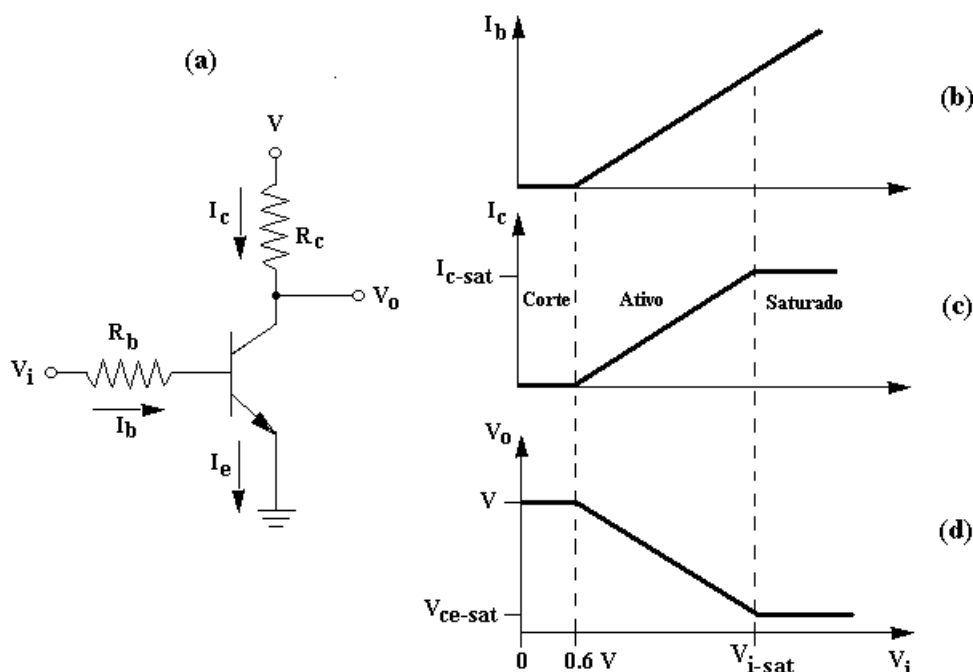 (a)
V
I_c
R_c
V_o
R_b
V_i
I_b
I_e
I_b
(b)
I_c
I_c-sat
Corte
Ativo
Saturado
(c)
V_o
V
(d)
V_ce-sat
0
0.6 V
V_i-sat
V_i